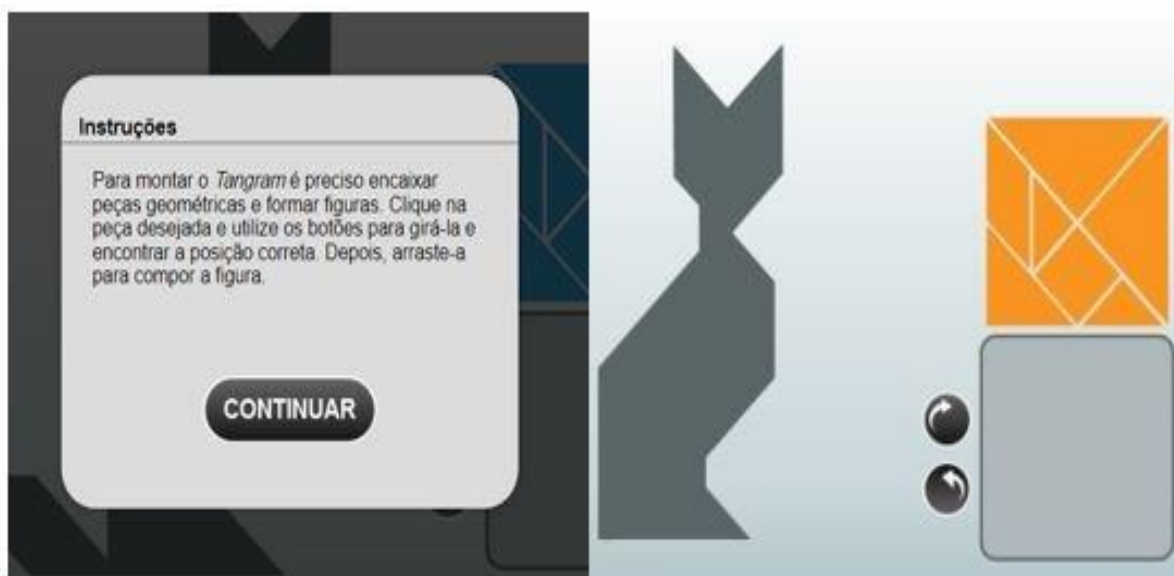 Instruções
Para montar o Tangram é preciso encaixar
peças geométricas e formar figuras. Clique na
peça desejada e utilize os botões para girá-la e
encontrar a posição correta. Depois, arraste-a
para compor a figura.
CONTINUAR